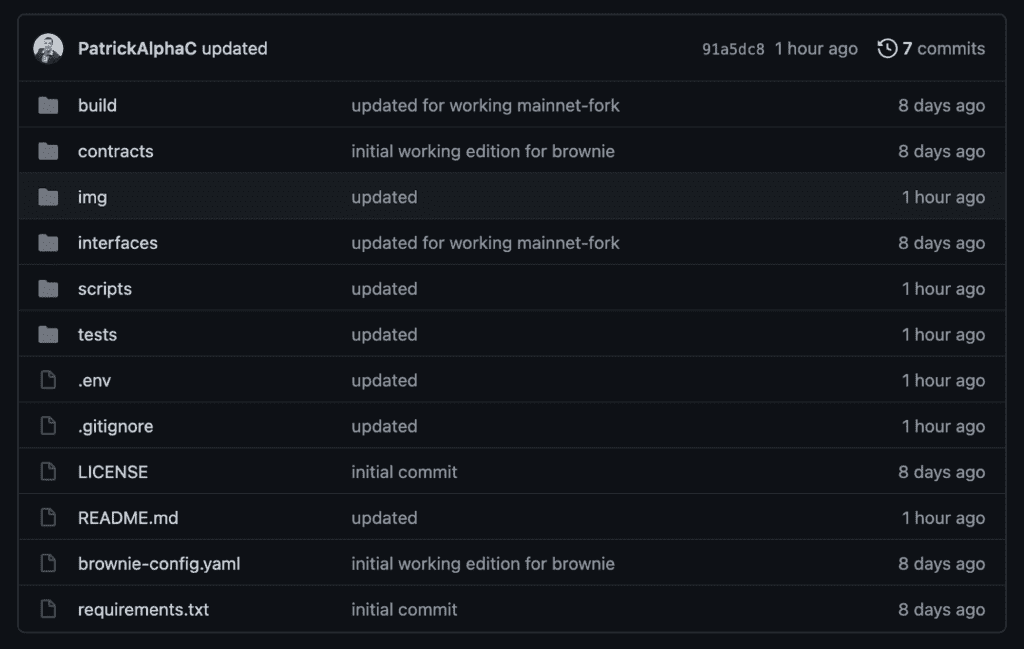 PatrickAlphaC updated 91a5dc8 1 hour ago 7 commits
build updated for working mainnet-fork 8 days ago
contracts initial working edition for brownie 8 days ago
img updated 1 hour ago
interfaces updated for working mainnet-fork 8 days ago
scripts updated 1 hour ago
tests updated 1 hour ago
.env updated 1 hour ago
.gitignore updated 1 hour ago
LICENSE initial commit 8 days ago
README.md updated 1 hour ago
brownie-config.yaml initial working edition for brownie 8 days ago
requirements.txt initial commit 8 days ago